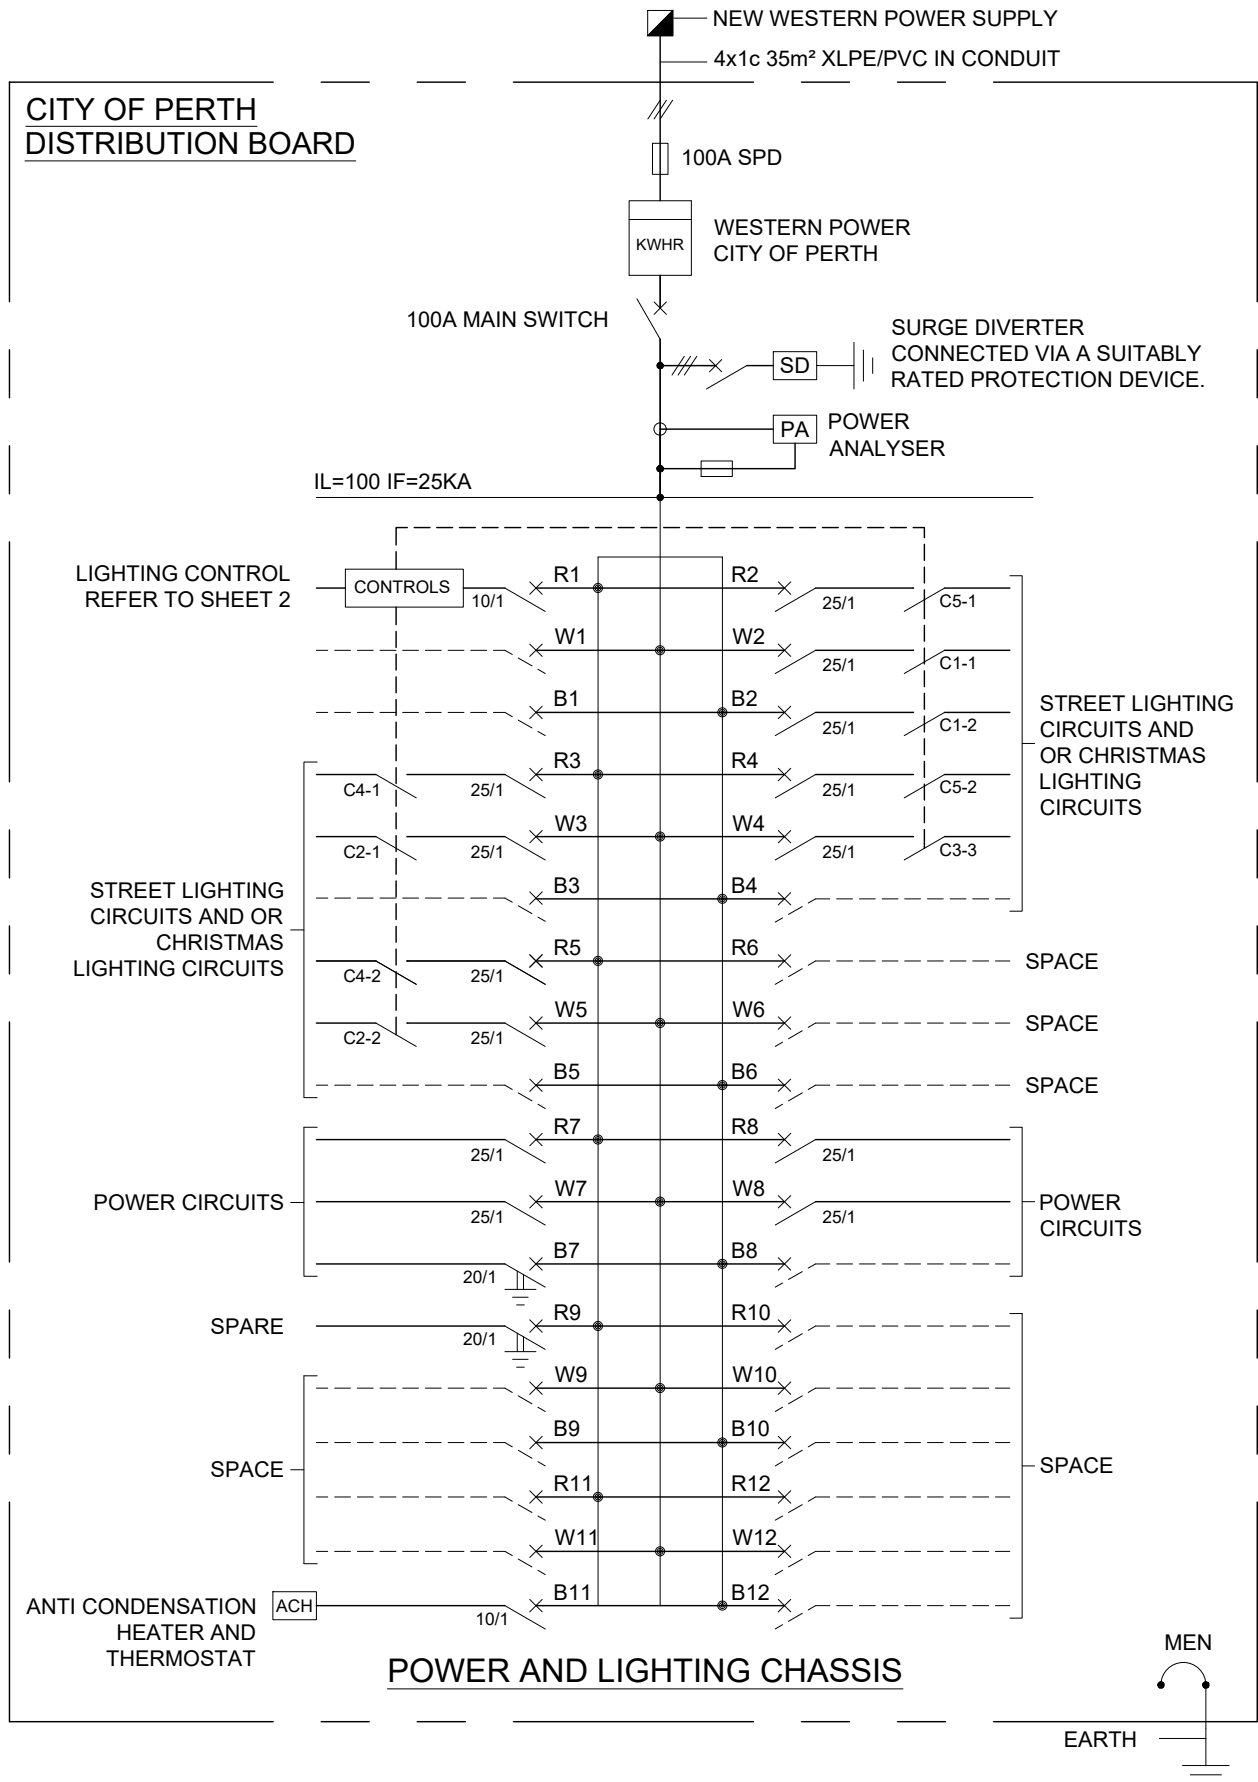 NEW WESTERN POWER SUPPLY
4x1c 35m² XLPE/PVC IN CONDUIT
CITY OF PERTH
DISTRIBUTION BOARD
100A SPD
KWHR
WESTERN POWER
CITY OF PERTH
100A MAIN SWITCH
SD
SURGE DIVERTER
CONNECTED VIA A SUITABLY
RATED PROTECTION DEVICE.
PA
POWER
ANALYSER
IL=100 IF=25KA
LIGHTING CONTROL
REFER TO SHEET 2
CONTROLS
10/1
R1
R2
25/1
C5-1
W1
W2
25/1
C1-1
B1
B2
25/1
C1-2
STREET LIGHTING
CIRCUITS AND
OR CHRISTMAS
LIGHTING
CIRCUITS
C4-1
25/1
R3
R4
25/1
C5-2
C2-1
25/1
W3
W4
25/1
C3-3
STREET LIGHTING
CIRCUITS AND OR
CHRISTMAS
LIGHTING CIRCUITS
B3
B4
C4-2
25/1
R5
R6
SPACE
C2-2
25/1
W5
W6
SPACE
B5
B6
SPACE
25/1
R7
R8
25/1
POWER CIRCUITS
25/1
W7
W8
25/1
POWER
CIRCUITS
20/1
B7
B8
SPARE
20/1
R9
R10
W9
W10
B9
B10
SPACE
SPACE
R11
R12
W11
W12
ANTI CONDENSATION
HEATER AND
THERMOSTAT
ACH
10/1
B11
B12
POWER AND LIGHTING CHASSIS
MEN
EARTH